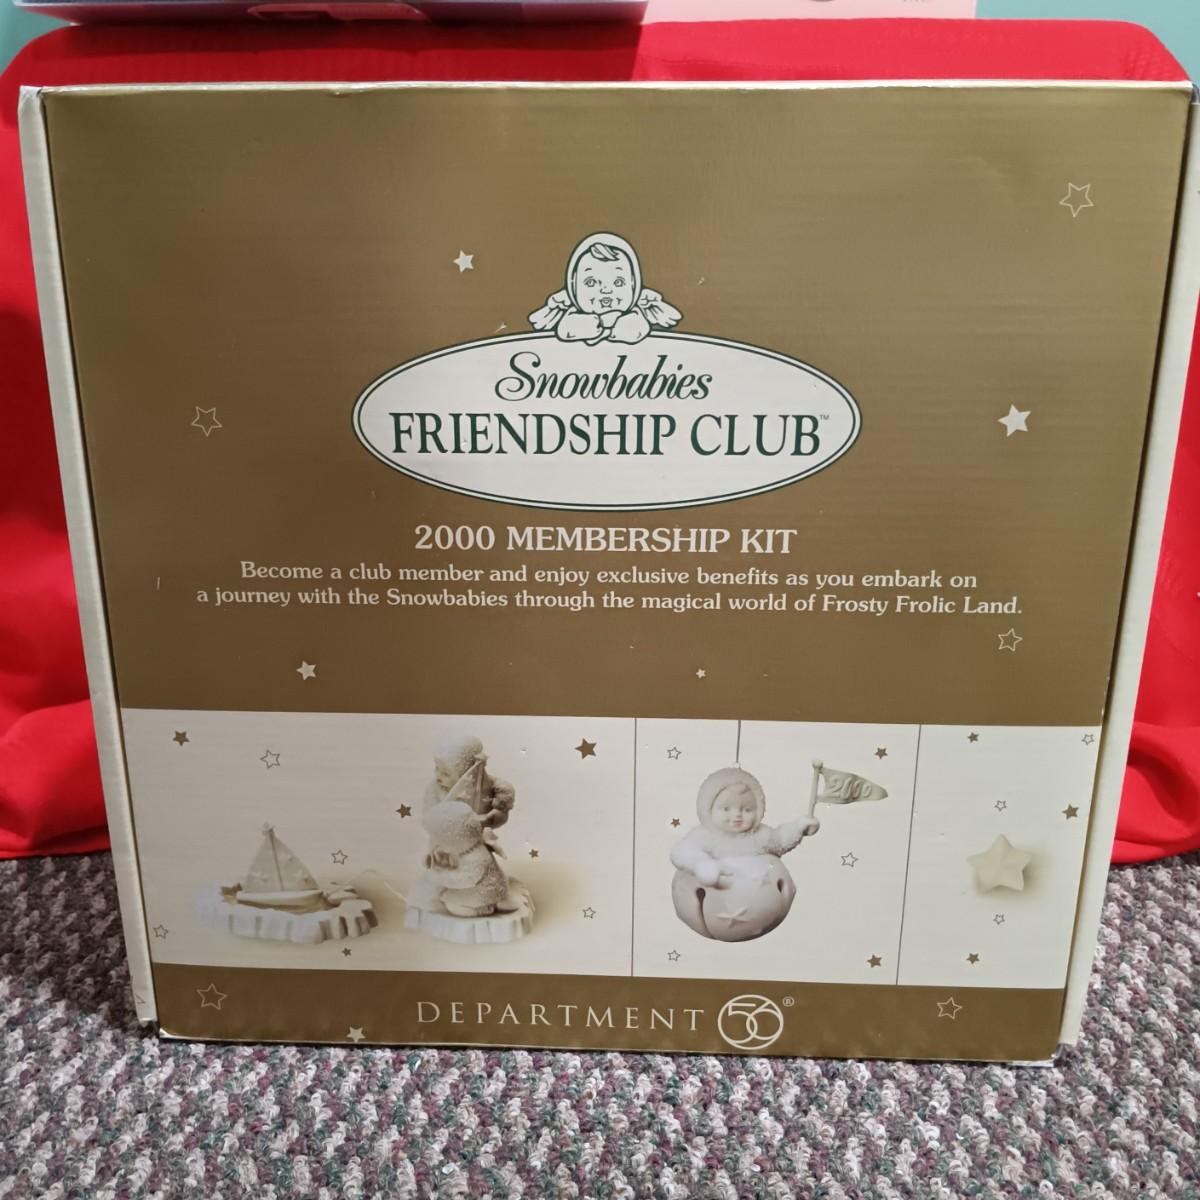 Snowbabies
FRIENDSHIP CLUB™
2000 MEMBERSHIP KIT
Become a club member and enjoy exclusive benefits as you embark on
a journey with the Snowbabies through the magical world of Frosty Frolic Land.
2000
DEPARTMENT 56®